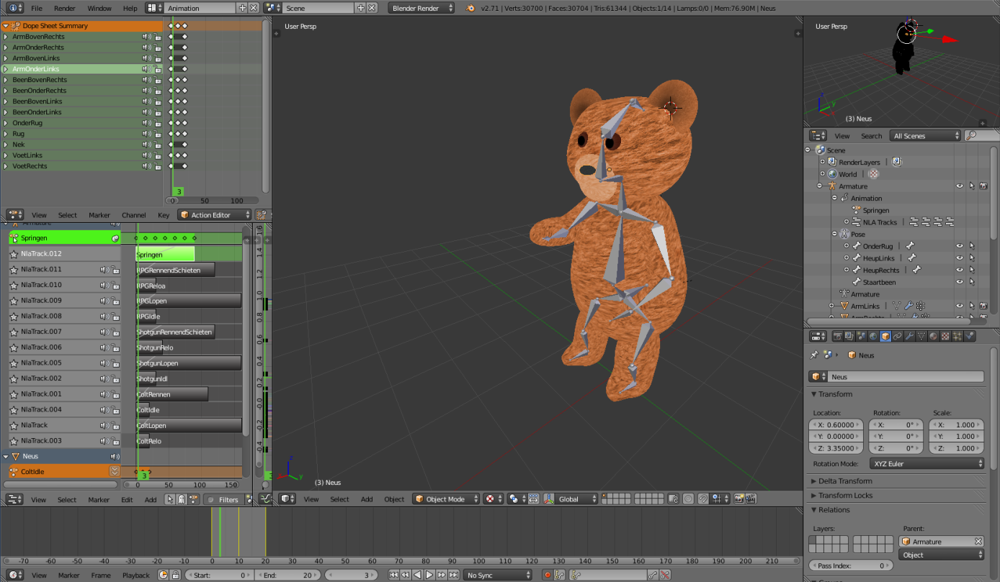 File Render Window Help Animation Scene Blender Render v2.71 | Verts:30700 | Faces:30704 | Tris:61344 | Objects:1/14 | Lamps:0/0 | Mem:76.90M | Neus
Dope Sheet Summary
ArmBovenRechts
ArmOnderRechts
ArmBovenLinks
ArmOnderLinks
BeenBovenRechts
BeenOnderRechts
BeenBovenLinks
BeenOnderLinks
OnderRug
Rug
Nek
VoetLinks
VoetRechts
3
0 50 100
View Select Marker Channel Key Action Editor
Armature
Springen
NlaTrack.012 Springen
NlaTrack.011 RPGRennendSchieten
NlaTrack.010 RPGReloa
NlaTrack.009 RPGLopen
NlaTrack.008 RPGIdle
NlaTrack.007 ShotgunRennendSchieten
NlaTrack.006 ShotgunRelo
NlaTrack.005 ShotgunLopen
NlaTrack.002 ShotgunIdl
NlaTrack.001 ColtRennen
NlaTrack.004 ColtIdle
NlaTrack ColtLopen
NlaTrack.003 ColtRelo
Neus
ColtIdle
3
0 50 100 150
View Select Marker Edit Add Filters
1.6
1.4
1.2
1.0
0.8
0.6
0.4
0.2
-0.0
-0.2
-0.4
User Persp
(3) Neus
View Select Add Object Object Mode Global
User Persp
(3) Neus
View Search All Scenes
Scene
RenderLayers
World
Armature
Animation
Springen
NLA Tracks
Pose
OnderRug
HeupLinks
HeupRechts
Staartbeen
Armature
ArmLinks
Neus
Neus
Transform
Location: Rotation: Scale:
X: 0.60000 X: 0° X: 1.000
Y: 0.00000 Y: 0° Y: 1.000
Z: 3.35000 Z: 0° Z: 1.000
Rotation Mode: XYZ Euler
Delta Transform
Transform Locks
Relations
Layers: Parent:
Armature
Object
Pass Index: 0
-70 -60 -50 -40 -30 -20 -10 0 10 20 30 40 50 60 70 80 90 100 110 120 130 140 150 160 170 180 190 200 210
View Marker Frame Playback Start: 0 End: 20 3 No Sync